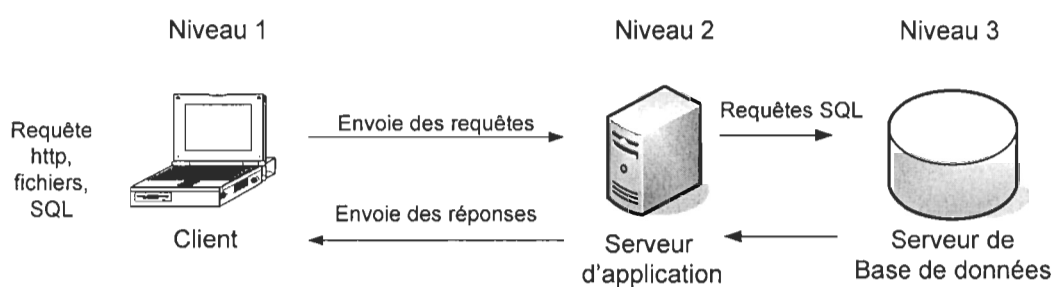 Niveau 1
Niveau 2
Niveau 3
Requête
http,
fichiers,
SQL
Envoie des requêtes
Requêtes SQL
Envoie des réponses
Client
Serveur
d'application
Serveur de
Base de données